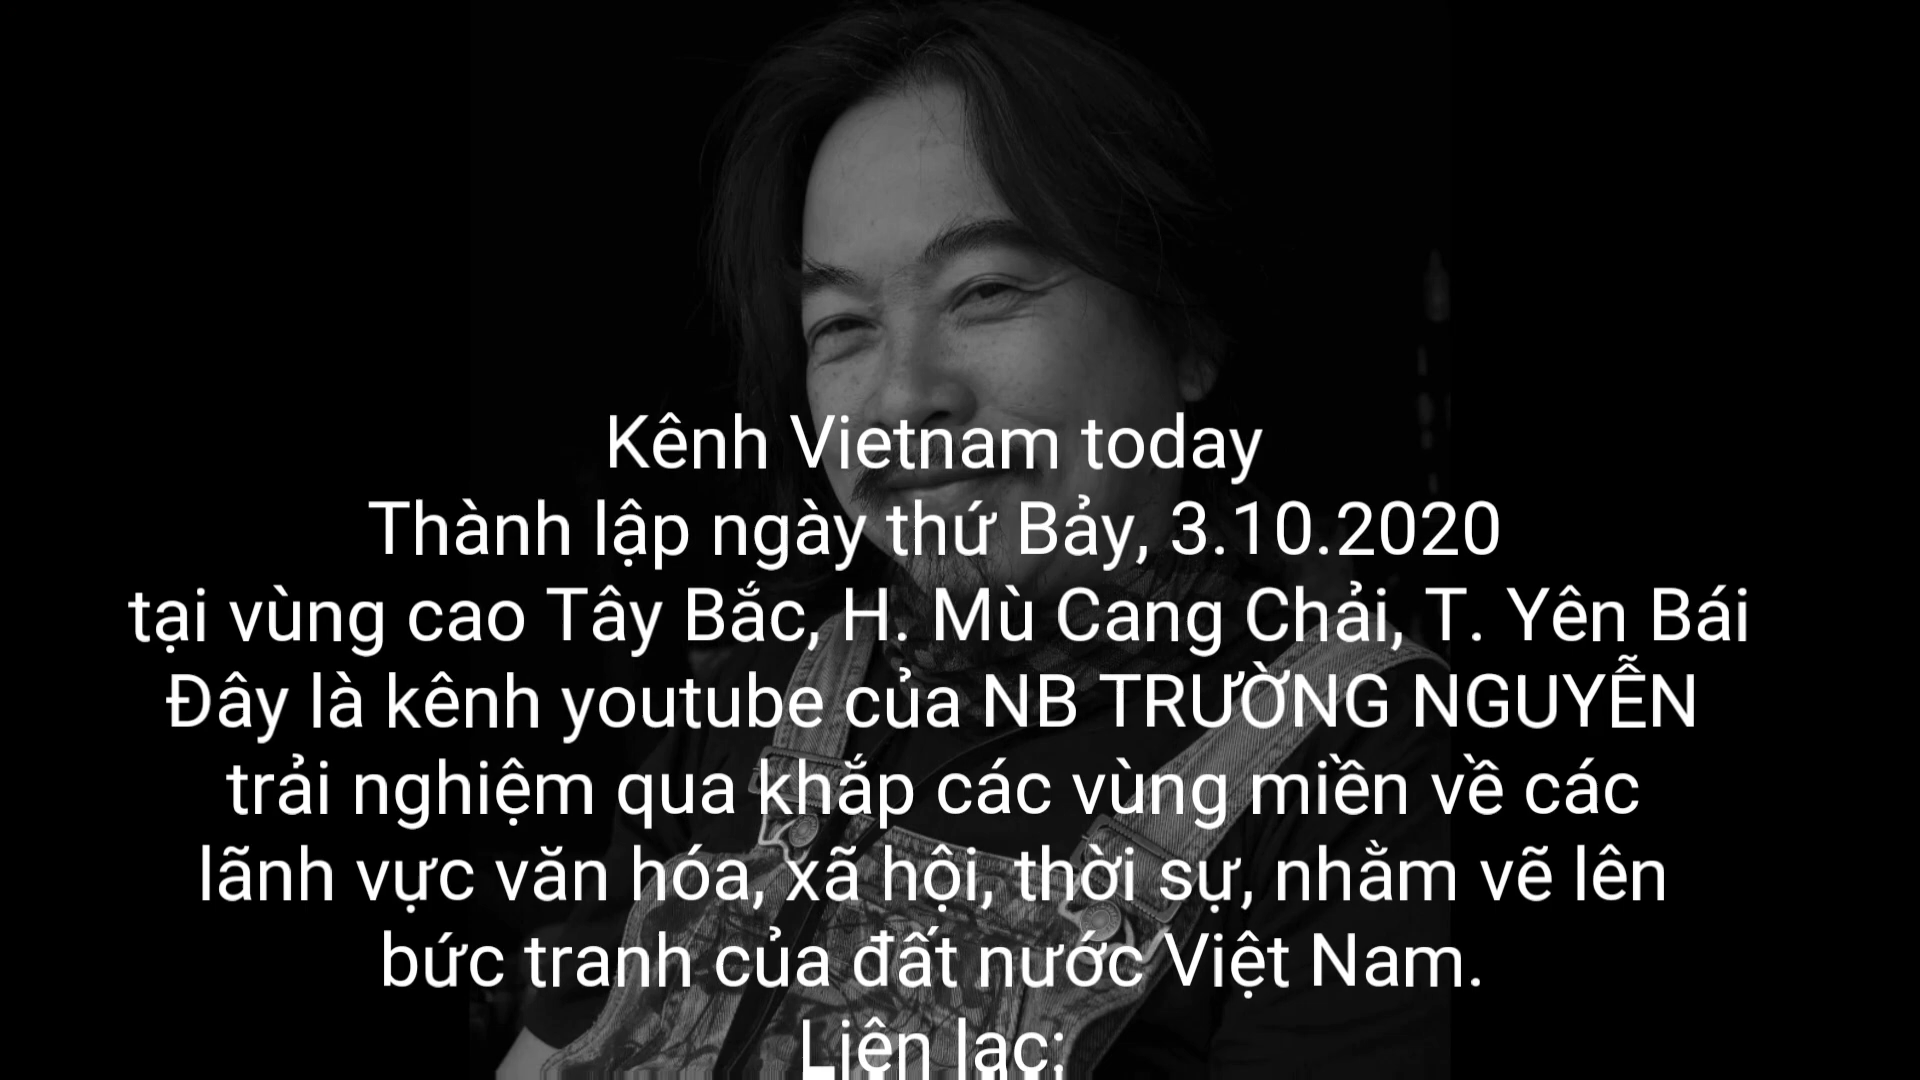 Kênh Vietnam today
Thành lập ngày thứ Bảy, 3.10.2020
tại vùng cao Tây Bắc, H. Mù Cang Chải, T. Yên Bái
Đây là kênh youtube của NB TRƯỜNG NGUYỄN
trải nghiệm qua khắp các vùng miền về các
lãnh vực văn hóa, xã hội, thời sự, nhằm vẽ lên
bức tranh của đất nước Việt Nam.
Liên lạc: